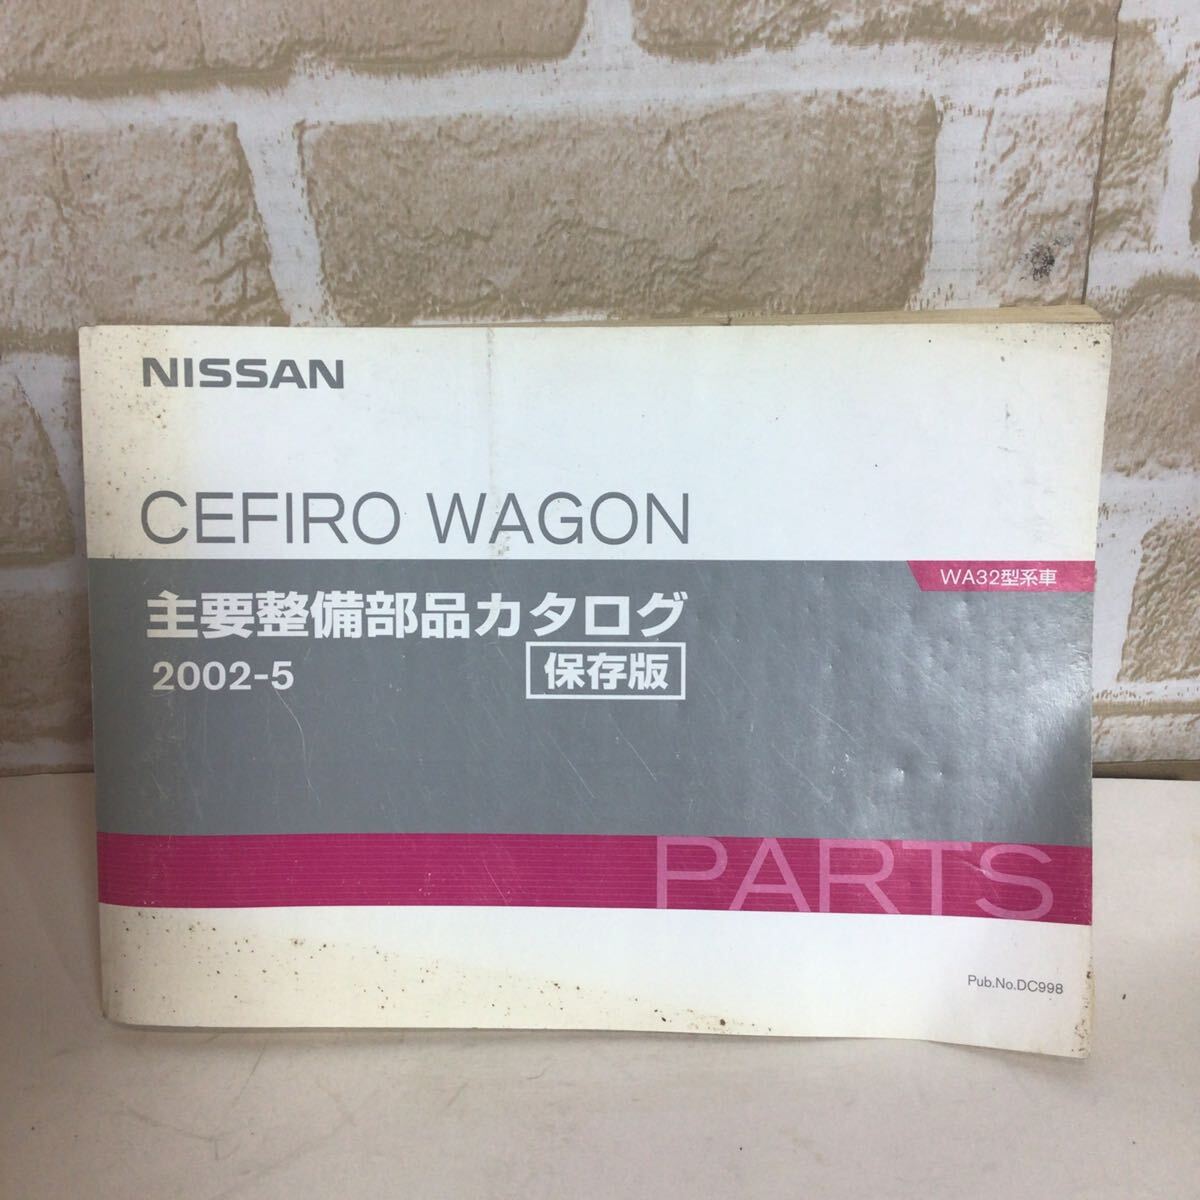 NISSAN
CEFIRO WAGON
WA32型系車
主要整備部品カタログ
2002-5
保存版
PARTS
Pub.No.DC998